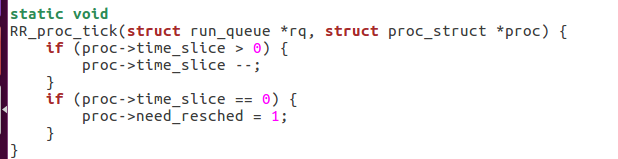 static void
RR_proc_tick(struct run_queue *rq, struct proc_struct *proc) {
    if (proc->time_slice > 0) {
        proc->time_slice --;
    }
    if (proc->time_slice == 0) {
        proc->need_resched = 1;
    }
}